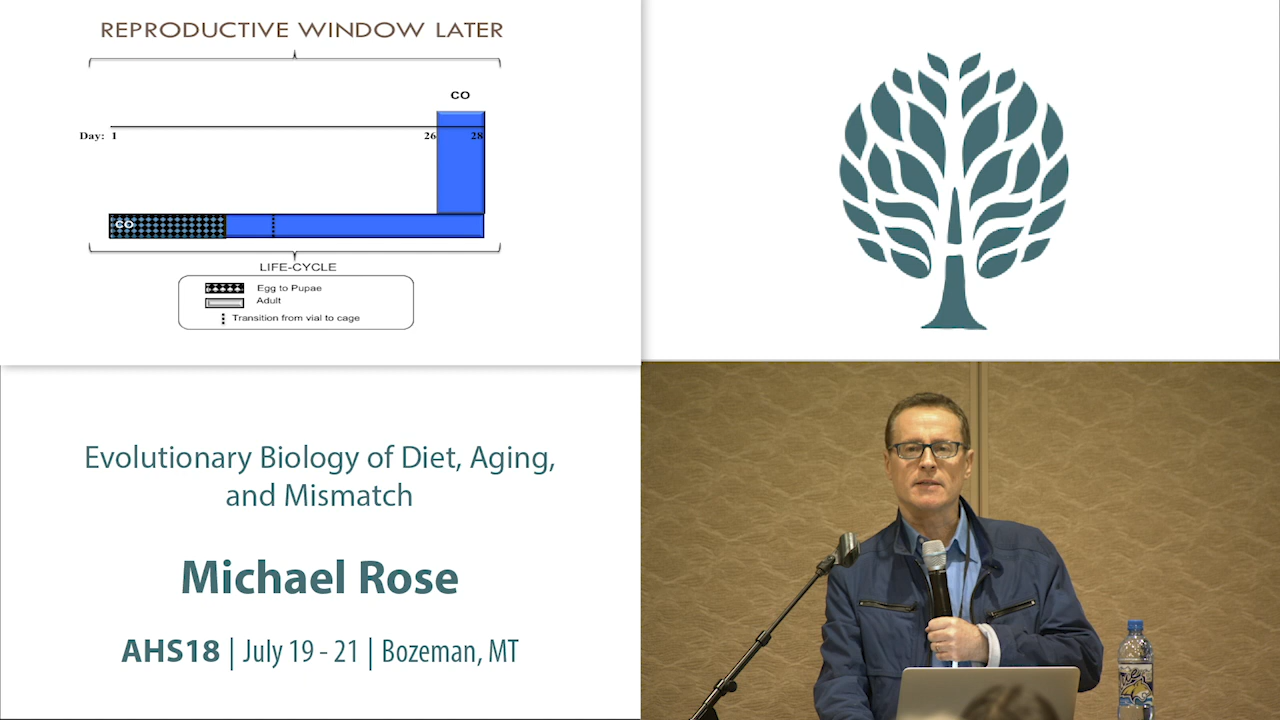 REPRODUCTIVE WINDOW LATER
CO
Day: 1 26 28
CO
LIFE-CYCLE
Egg to Pupae
Adult
Transition from vial to cage
Evolutionary Biology of Diet, Aging,
and Mismatch
Michael Rose
AHS18 | July 19 - 21 | Bozeman, MT